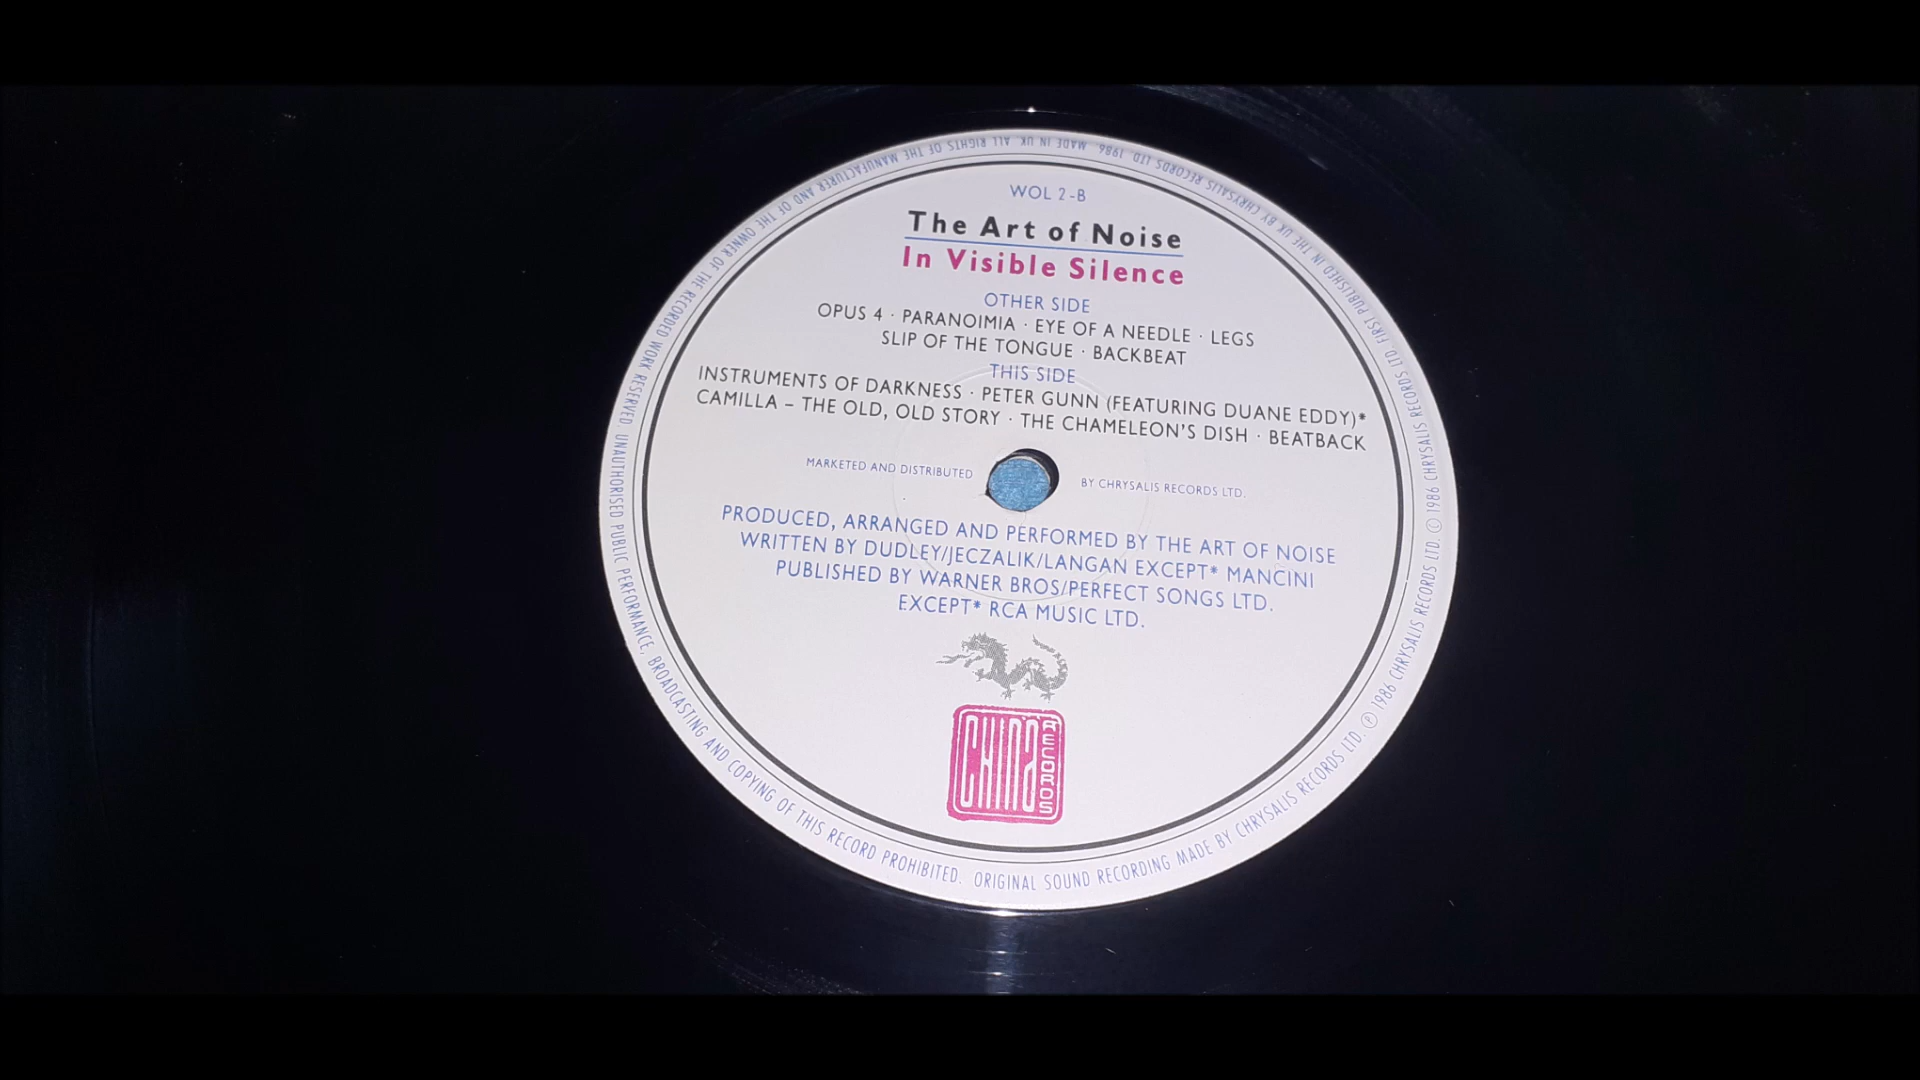 WOL 2-B
The Art of Noise
In Visible Silence
OTHER SIDE
OPUS 4 · PARANOIMIA · EYE OF A NEEDLE · LEGS
SLIP OF THE TONGUE · BACKBEAT
THIS SIDE
INSTRUMENTS OF DARKNESS · PETER GUNN (FEATURING DUANE EDDY)*
CAMILLA – THE OLD, OLD STORY · THE CHAMELEON'S DISH · BEATBACK
MARKETED AND DISTRIBUTED BY CHRYSALIS RECORDS LTD.
PRODUCED, ARRANGED AND PERFORMED BY THE ART OF NOISE
WRITTEN BY DUDLEY/JECZALIK/LANGAN EXCEPT* MANCINI
PUBLISHED BY WARNER BROS/PERFECT SONGS LTD.
EXCEPT* RCA MUSIC LTD.
CHINA RECORDS
ORIGINAL SOUND RECORDING MADE BY CHRYSALIS RECORDS LTD. ℗ 1986 CHRYSALIS RECORDS LTD. © 1986 CHRYSALIS RECORDS LTD. FIRST PUBLISHED IN THE UK BY CHRYSALIS RECORDS LTD. 1986. MADE IN UK. ALL RIGHTS OF THE MANUFACTURER AND OF THE OWNER OF THE RECORDED WORK RESERVED. UNAUTHORISED PUBLIC PERFORMANCE, BROADCASTING AND COPYING OF THIS RECORD PROHIBITED.